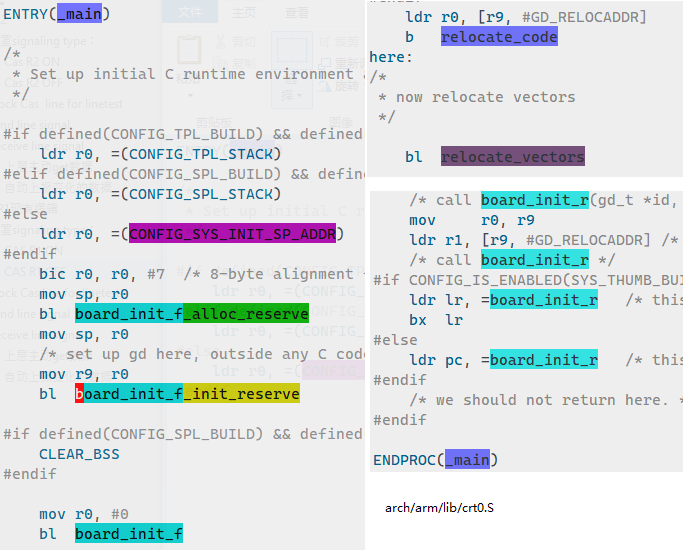 ENTRY(_main)
/*
 * Set up initial C runtime environment
 */
#if defined(CONFIG_TPL_BUILD) && defined
    ldr r0, =(CONFIG_TPL_STACK)
#elif defined(CONFIG_SPL_BUILD) && def
    ldr r0, =(CONFIG_SPL_STACK)
#else
    ldr r0, =(CONFIG_SYS_INIT_SP_ADDR)
#endif
    bic r0, r0, #7  /* 8-byte alignment
    mov sp, r0
    bl  board_init_f_alloc_reserve
    mov sp, r0
    /* set up gd here, outside any C cod
    mov r9, r0
    bl  board_init_f_init_reserve
#if defined(CONFIG_SPL_BUILD) && defined
    CLEAR_BSS
#endif
    mov r0, #0
    bl  board_init_f
    ldr r0, [r9, #GD_RELOCADDR]
    b   relocate_code
here:
/*
 * now relocate vectors
 */
    bl  relocate_vectors
    /* call board_init_r(gd_t *id,
    mov     r0, r9
    ldr r1, [r9, #GD_RELOCADDR] /*
    /* call board_init_r */
#if CONFIG_IS_ENABLED(SYS_THUMB_BUI
    ldr lr, =board_init_r   /* this
    bx  lr
#else
    ldr pc, =board_init_r   /* this
#endif
    /* we should not return here. *
#endif
ENDPROC(_main)
arch/arm/lib/crt0.S